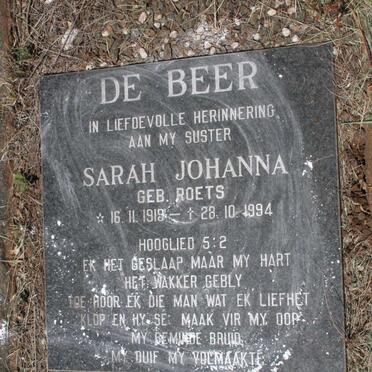 DE BEER
IN LIEFDEVOLLE HERINNERING
AAN MY SUSTER
SARAH JOHANNA
GEB. ROETS
* 16. 11. 1919 — † 28. 10. 1994
HOOGLIED 5:2
EK HET GESLAAP MAAR MY HART
HET WAKKER GEBLY
TOE HOOR EK DIE MAN WAT EK LIEFHET
KLOP EN HY SÊ: MAAK VIR MY OOP
MY BEMINDE BRUID
MY DUIF MY VOLMAAKTE